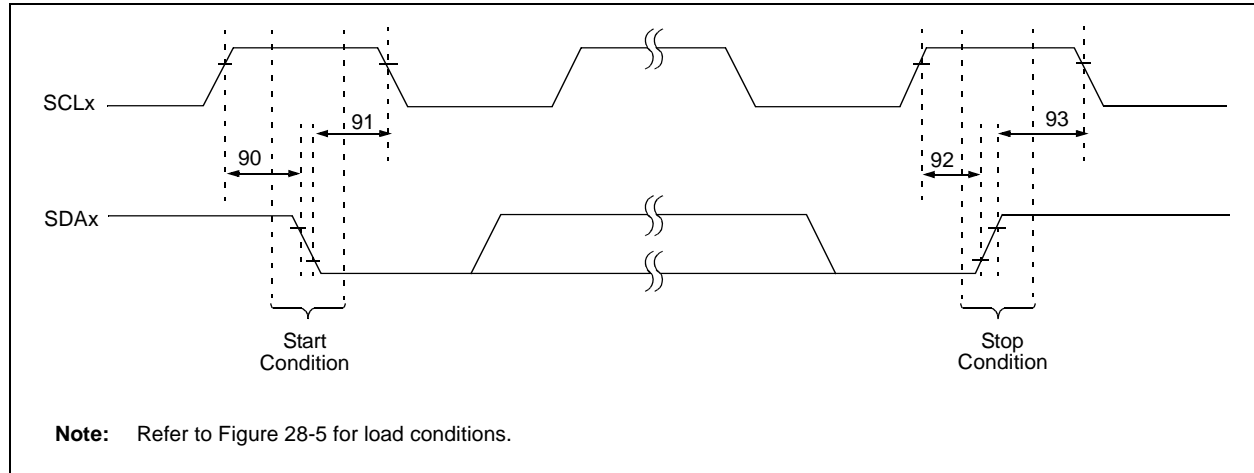 SCLx
91
93
90
92
SDAx
Start
Condition
Stop
Condition
Note: Refer to Figure 28-5 for load conditions.